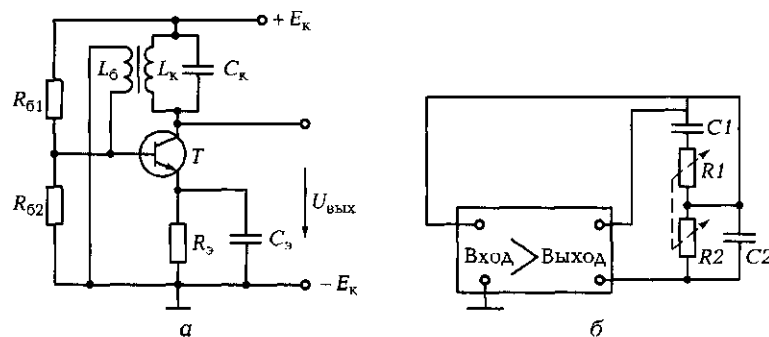 + Eк
Lб
Lк
Cк
Rб1
T
Rб2
Uвых
Rэ
Cэ
− Eк
а
C1
R1
R2
C2
Вход > Выход
б